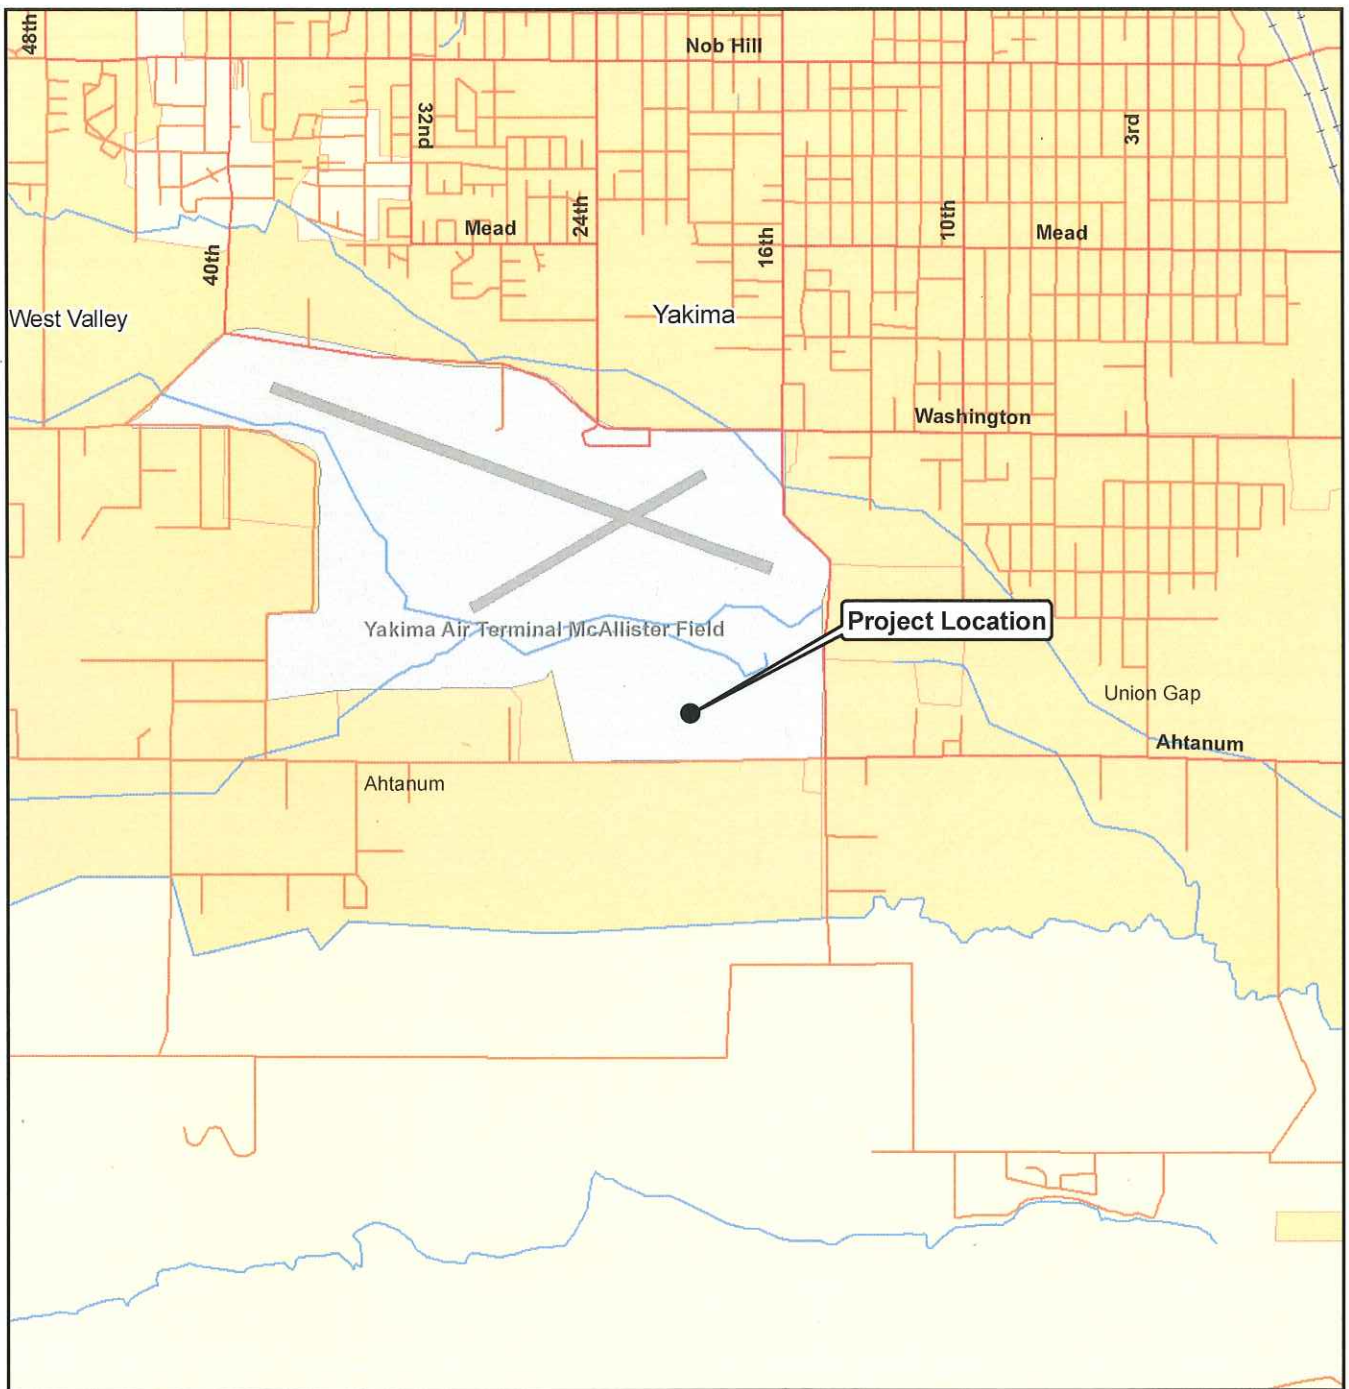 48th
Nob Hill
32nd
3rd
24th
Mead
10th
Mead
16th
40th
West Valley
Yakima
Washington
Yakima Air Terminal McAllister Field
Project Location
Union Gap
Ahtanum
Ahtanum